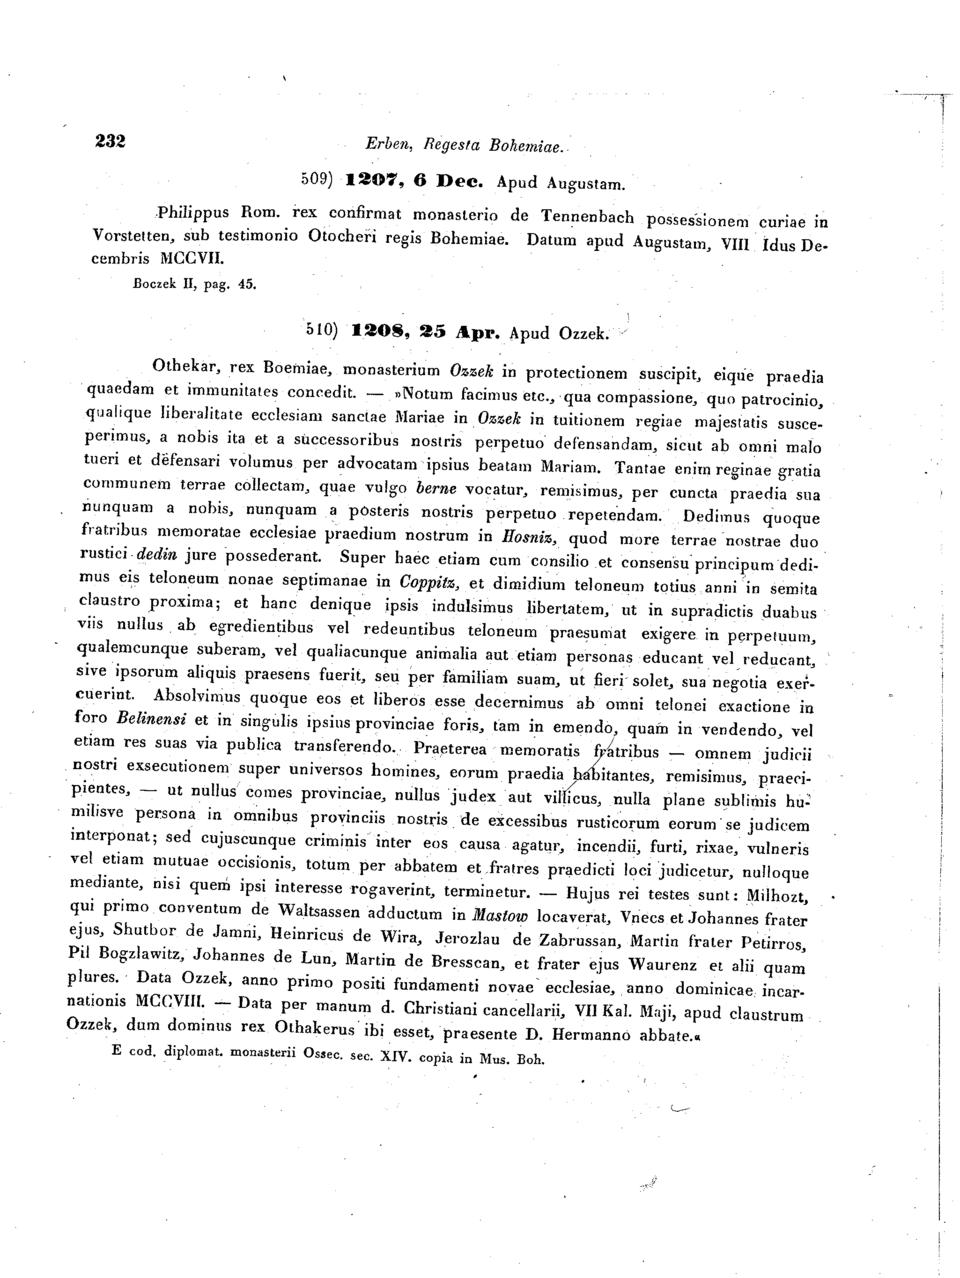 232
Erben, Regesta Bohemiae.
509) 1207, 6 Dec. Apud Augustam.
Philippus Rom. rex confirmat monasterio de Tennenbach possessionem curiae in
Vorstetten, sub testimonio Otocheri regis Bohemiae. Datum apud Augustam, VIII Idus De-
cembris MCCVII.
Boczek II, pag. 45.
510) 1208, 25 Apr. Apud Ozzek.
Othekar, rex Boemiae, monasterium Ozzek in protectionem suscipit, eique praedia
quaedam et immunitates concedit. — »Notum facimus etc., qua compassione, quo patrocinio,
qualique liberalitate ecclesiam sanctae Mariae in Ozzek in tuitionem regiae majestatis susce-
perimus, a nobis ita et a successoribus nostris perpetuo defensandam, sicut ab omni malo
tueri et defensari volumus per advocatam ipsius beatam Mariam. Tantae enim reginae gratia
communem terrae collectam, quae vulgo berne vocatur, remisimus, per cuncta praedia sua
nunquam a nobis, nunquam a posteris nostris perpetuo repetendam. Dedimus quoque
fratribus memoratae ecclesiae praedium nostrum in Hosniz, quod more terrae nostrae duo
rustici dedin jure possederant. Super haec etiam cum consilio et consensu principum dedi-
mus eis teloneum nonae septimanae in Coppitz, et dimidium teloneum totius anni in semita
claustro proxima; et hanc denique ipsis indulsimus libertatem, ut in supradictis duabus
viis nullus ab egredientibus vel redeuntibus teloneum praesumat exigere in perpetuum,
qualemcunque suberam, vel qualiacunque animalia aut etiam personas educant vel reducant,
sive ipsorum aliquis praesens fuerit, seu per familiam suam, ut fieri solet, sua negotia exer-
cuerint. Absolvimus quoque eos et liberos esse decernimus ab omni telonei exactione in
foro Belinensi et in singulis ipsius provinciae foris, tam in emendo, quam in vendendo, vel
etiam res suas via publica transferendo. Praeterea memoratis fratribus — omnem judicii
nostri exsecutionem super universos homines, eorum praedia habitantes, remisimus, praeci-
pientes, — ut nullus comes provinciae, nullus judex aut villicus, nulla plane sublimis hu-
milisve persona in omnibus provinciis nostris de excessibus rusticorum eorum se judicem
interponat; sed cujuscunque criminis inter eos causa agatur, incendii, furti, rixae, vulneris
vel etiam mutuae occisionis, totum per abbatem et fratres praedicti loci judicetur, nulloque
mediante, nisi quem ipsi interesse rogaverint, terminetur. — Hujus rei testes sunt: Milhozt,
qui primo conventum de Waltsassen adductum in Mastow locaverat, Vnecs et Johannes frater
ejus, Shutbor de Jamni, Heinricus de Wira, Jerozlau de Zabrussan, Martin frater Petirros,
Pil Bogzlawitz, Johannes de Lun, Martin de Bresscan, et frater ejus Waurenz et alii quam
plures. Data Ozzek, anno primo positi fundamenti novae ecclesiae, anno dominicae incar-
nationis MCCVIII. — Data per manum d. Christiani cancellarii, VII Kal. Maji, apud claustrum
Ozzek, dum dominus rex Othakerus ibi esset, praesente D. Hermanno abbate.«
E cod. diplomat. monasterii Ossec. sec. XIV. copia in Mus. Boh.